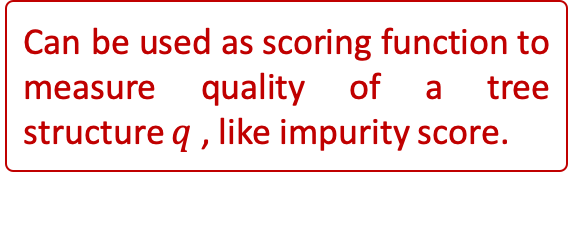 Can be used as scoring function to
measure quality of a tree
structure q , like impurity score.